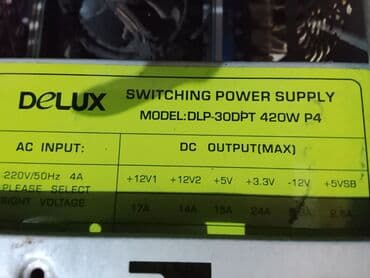 DeLUX SWITCHING POWER SUPPLY
MODEL:DLP-30DPT 420W P4
AC INPUT: DC OUTPUT(MAX)
220V/50Hz 4A +12V1 +12V2 +5V +3.3V -12V +5VSB
PLEASE SELECT
RIGHT VOLTAGE 17A 14A 15A 24A